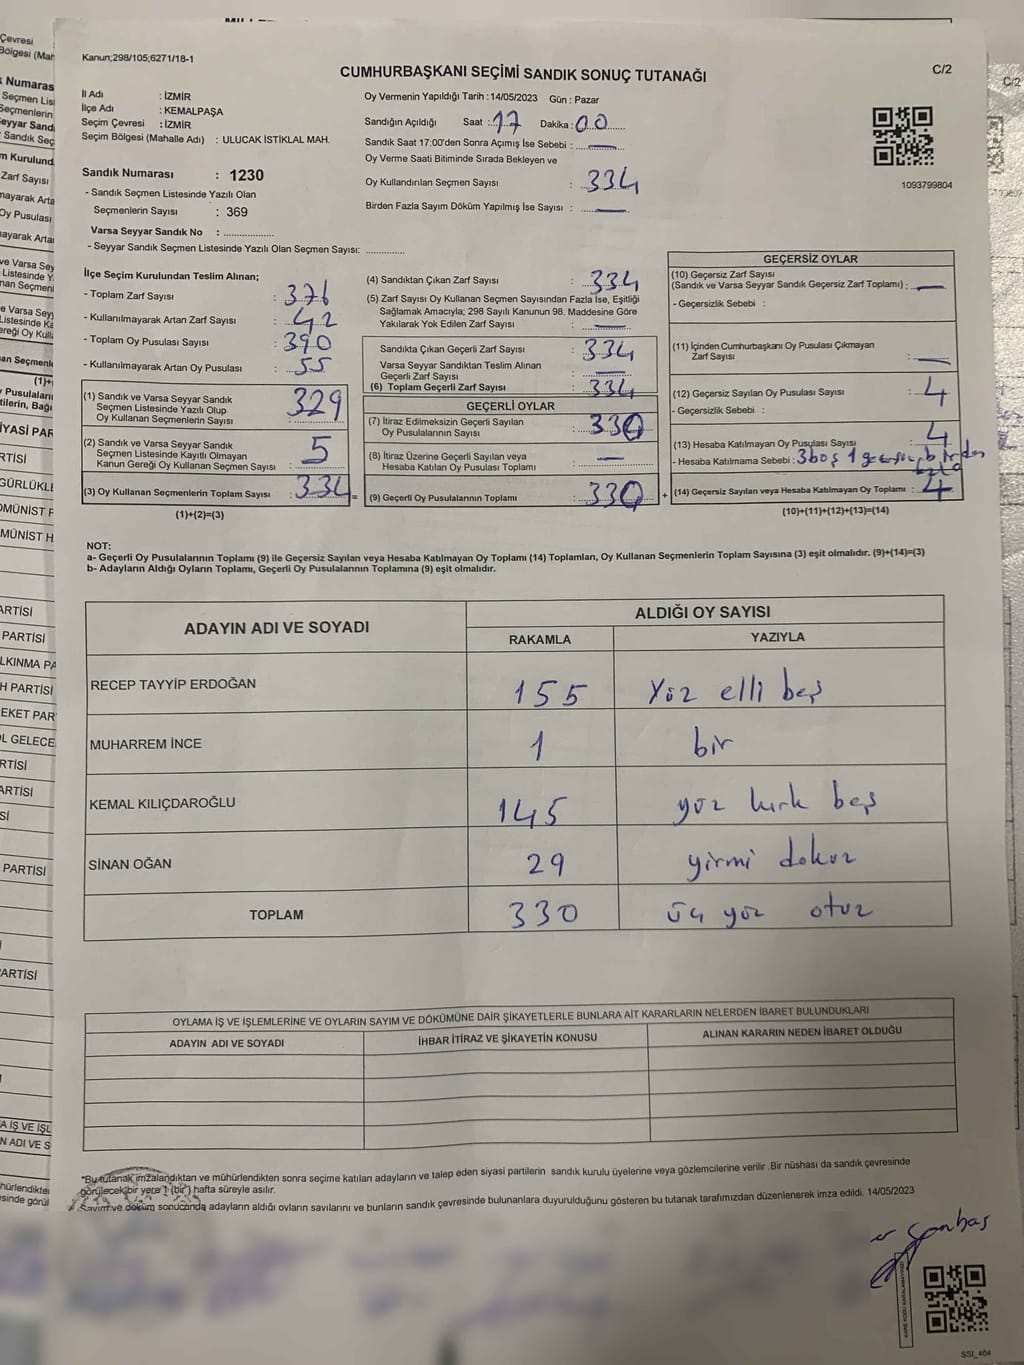 Kanun;298/105;6271/18-1
C/2
CUMHURBAŞKANI SEÇİMİ SANDIK SONUÇ TUTANAĞI
İl Adı : İZMİR
İlçe Adı : KEMALPAŞA
Seçim Çevresi : İZMİR
Seçim Bölgesi (Mahalle Adı) : ULUCAK İSTİKLAL MAH.
Sandık Numarası : 1230
- Sandık Seçmen Listesinde Yazılı Olan
Seçmenlerin Sayısı : 369
Varsa Seyyar Sandık No :
- Seyyar Sandık Seçmen Listesinde Yazılı Olan Seçmen Sayısı:
Oy Vermenin Yapıldığı Tarih : 14/05/2023 Gün : Pazar
Sandığın Açıldığı Saat : 17 Dakika : 00
Sandık Saat 17:00'den Sonra Açımış İse Sebebi : —
Oy Verme Saati Bitiminde Sırada Bekleyen ve
Oy Kullandırılan Seçmen Sayısı : 334
Birden Fazla Sayım Döküm Yapılmış İse Sayısı : —
1093799804
İlçe Seçim Kurulundan Teslim Alınan;
- Toplam Zarf Sayısı : 376
- Kullanılmayarak Artan Zarf Sayısı : 42
- Toplam Oy Pusulası Sayısı : 390
- Kullanılmayarak Artan Oy Pusulası : 55
(1) Sandık ve Varsa Seyyar Sandık
Seçmen Listesinde Yazılı Olup
Oy Kullanan Seçmenlerin Sayısı : 329
(2) Sandık ve Varsa Seyyar Sandık
Seçmen Listesinde Kayıtlı Olmayan
Kanun Gereği Oy Kullanan Seçmen Sayısı : 5
(3) Oy Kullanan Seçmenlerin Toplam Sayısı : 334
(1)+(2)=(3)
=
(4) Sandıktan Çıkan Zarf Sayısı : 334
(5) Zarf Sayısı Oy Kullanan Seçmen Sayısından Fazla İse, Eşitliği
Sağlamak Amacıyla; 298 Sayılı Kanunun 98. Maddesine Göre
Yakılarak Yok Edilen Zarf Sayısı : —
Sandıkta Çıkan Geçerli Zarf Sayısı : 334
Varsa Seyyar Sandıktan Teslim Alınan
Geçerli Zarf Sayısı : —
(6) Toplam Geçerli Zarf Sayısı : 334
GEÇERLİ OYLAR
(7) İtiraz Edilmeksizin Geçerli Sayılan
Oy Pusulalarının Sayısı : 330
(8) İtiraz Üzerine Geçerli Sayılan veya
Hesaba Katılan Oy Pusulası Toplamı : —
(9) Geçerli Oy Pusulalarının Toplamı : 330
+
GEÇERSİZ OYLAR
(10) Geçersiz Zarf Sayısı
(Sandık ve Varsa Seyyar Sandık Geçersiz Zarf Toplamı) : —
- Geçersizlik Sebebi :
(11) İçinden Cumhurbaşkanı Oy Pusulası Çıkmayan
Zarf Sayısı : —
(12) Geçersiz Sayılan Oy Pusulası Sayısı : 4
- Geçersizlik Sebebi :
(13) Hesaba Katılmayan Oy Pusulası Sayısı : 4
- Hesaba Katılmama Sebebi : 3 boş 1 geçersiz birden
fazla
(14) Geçersiz Sayılan veya Hesaba Katılmayan Oy Toplamı : 4
(10)+(11)+(12)+(13)=(14)
NOT:
a- Geçerli Oy Pusulalarının Toplamı (9) ile Geçersiz Sayılan veya Hesaba Katılmayan Oy Toplamı (14) Toplamları, Oy Kullanan Seçmenlerin Toplam Sayısına (3) eşit olmalıdır. (9)+(14)=(3)
b- Adayların Aldığı Oyların Toplamı, Geçerli Oy Pusulalarının Toplamına (9) eşit olmalıdır.
ADAYIN ADI VE SOYADI
ALDIĞI OY SAYISI
RAKAMLA YAZIYLA
RECEP TAYYİP ERDOĞAN 155 Yüz elli beş
MUHARREM İNCE 1 bir
KEMAL KILIÇDAROĞLU 145 yüz kırk beş
SİNAN OĞAN 29 yirmi dokuz
TOPLAM 330 üç yüz otuz
OYLAMA İŞ VE İŞLEMLERİNE VE OYLARIN SAYIM VE DÖKÜMÜNE DAİR ŞİKAYETLERLE BUNLARA AİT KARARLARIN NELERDEN İBARET BULUNDUKLARI
ADAYIN ADI VE SOYADI İHBAR İTİRAZ VE ŞİKAYETİN KONUSU ALINAN KARARIN NEDEN İBARET OLDUĞU
*Bu tutanak imzalandıktan ve mühürlendikten sonra seçime katılan adayların ve talep eden siyasi partilerin sandık kurulu üyelerine veya gözlemcilerine verilir .Bir nüshası da sandık çevresinde
görülecek bir yere 1 (bir) hafta süreyle asılır.
Sayım ve döküm sonucunda adayların aldığı oyların sayılarını ve bunların sandık çevresinde bulunanlara duyurulduğunu gösteren bu tutanak tarafımızdan düzenlenerek imza edildi. 14/05/2023
SSI_404